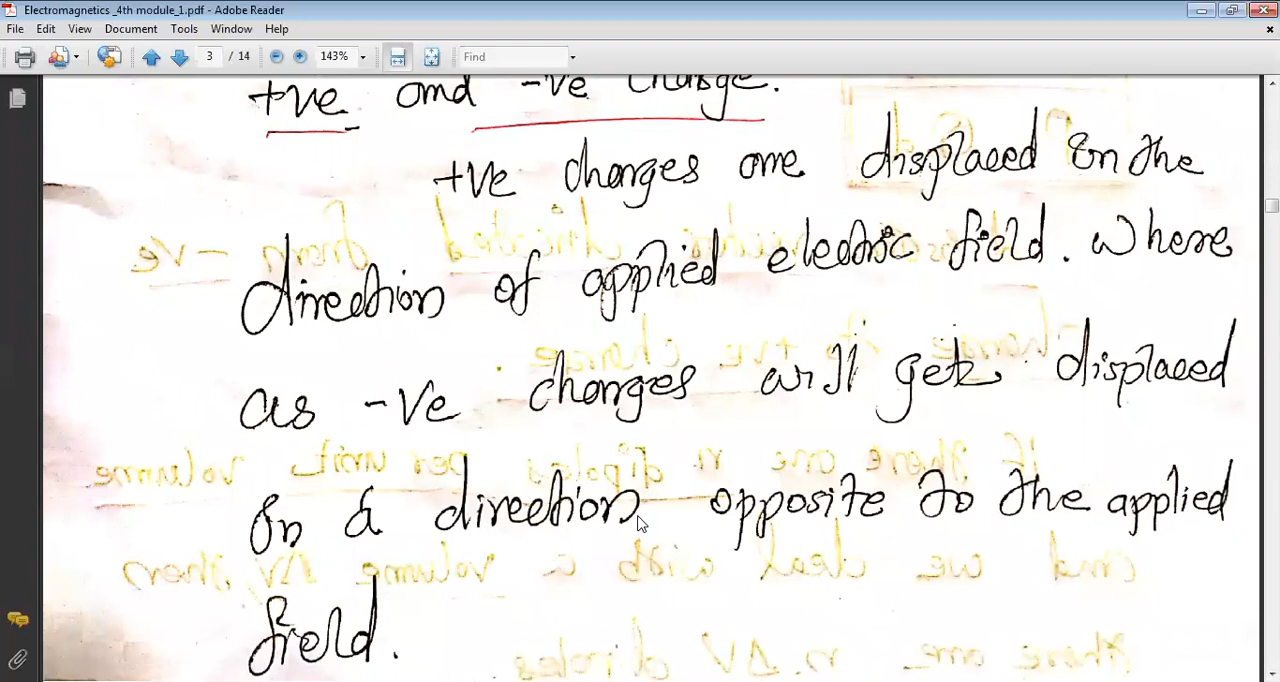 Electromagnetics_4th module_1.pdf - Adobe Reader
File Edit View Document Tools Window Help
3 / 14 143% Find
+ve and -ve charge.
+ve charges are displaced in the
direction of applied electric field. Where
as -ve charges will gets displaced
in a direction opposite to the applied
field.